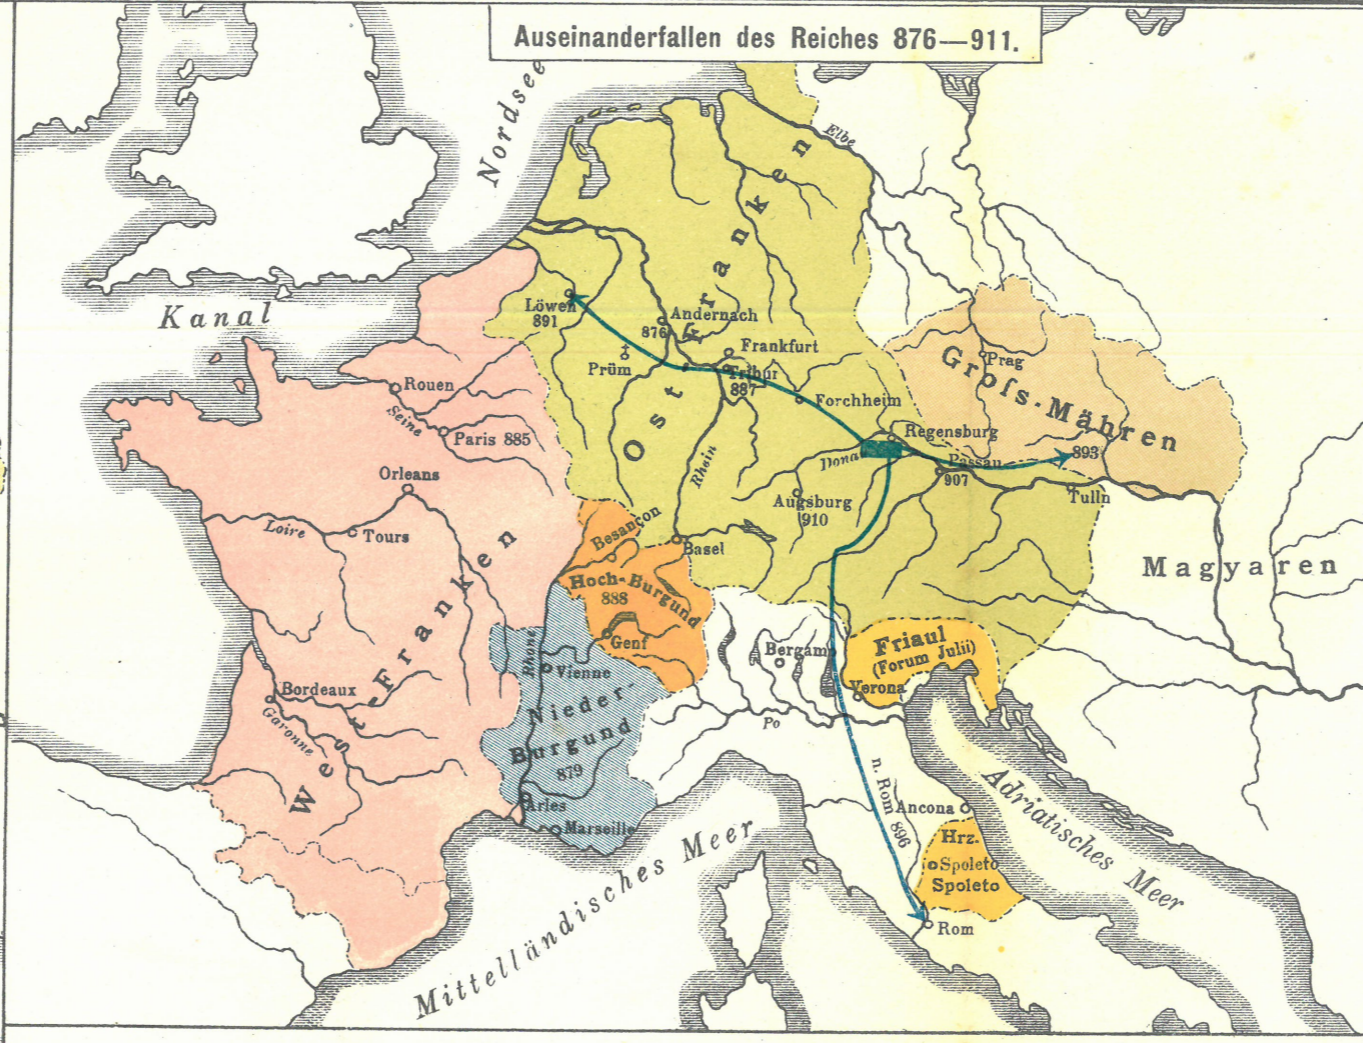 Auseinanderfallen des Reiches 876—911.
Nordsee
Elbe
Kanal
Ost-Franken
Löwen
891
Andernach
876
Prüm
Frankfurt
Tribur
887
Forchheim
Groſs-Mähren
Prag
Rouen
Seine
Paris 885
Regensburg
Donau
Passau
907
893
Tulln
Rhein
Augsburg
910
Orleans
Loire
Tours
West-Franken
Besançon
Basel
Hoch-Burgund
888
Genf
Magyaren
Friaul
(Forum Julii)
Bergamo
Verona
Rhone
Vienne
Nieder-
Burgund
879
Bordeaux
Garonne
Po
Arles
Marseille
n. Rom 896
Ancona
Hrz.
Spoleto
Spoleto
Rom
Adriatisches Meer
Mittelländisches Meer